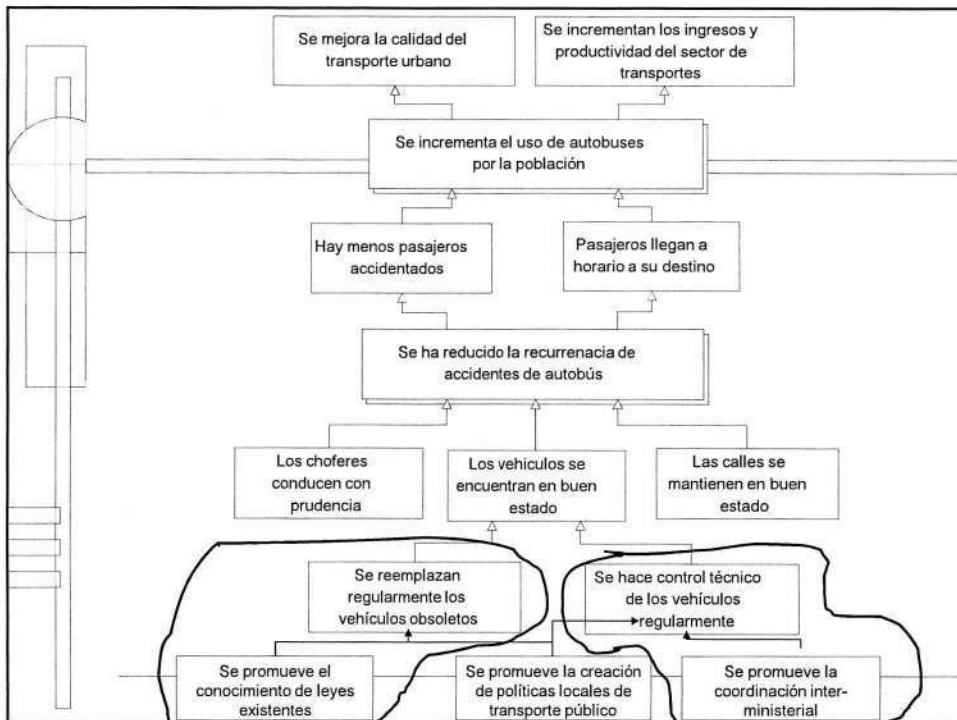 Se mejora la calidad del
transporte urbano
Se incrementan los ingresos y
productividad del sector de
transportes
Se incrementa el uso de autobuses
por la población
Hay menos pasajeros
accidentados
Pasajeros llegan a
horario a su destino
Se ha reducido la recurrenacia de
accidentes de autobús
Los choferes
conducen con
prudencia
Los vehiculos se
encuentran en buen
estado
Las calles se
mantienen en buen
estado
Se reemplazan
regularmente los
vehículos obsoletos
Se hace control técnico
de los vehículos
regularmente
Se promueve el
conocimiento de leyes
existentes
Se promueve la creación
de políticas locales de
transporte público
Se promueve la
coordinación inter-
ministerial